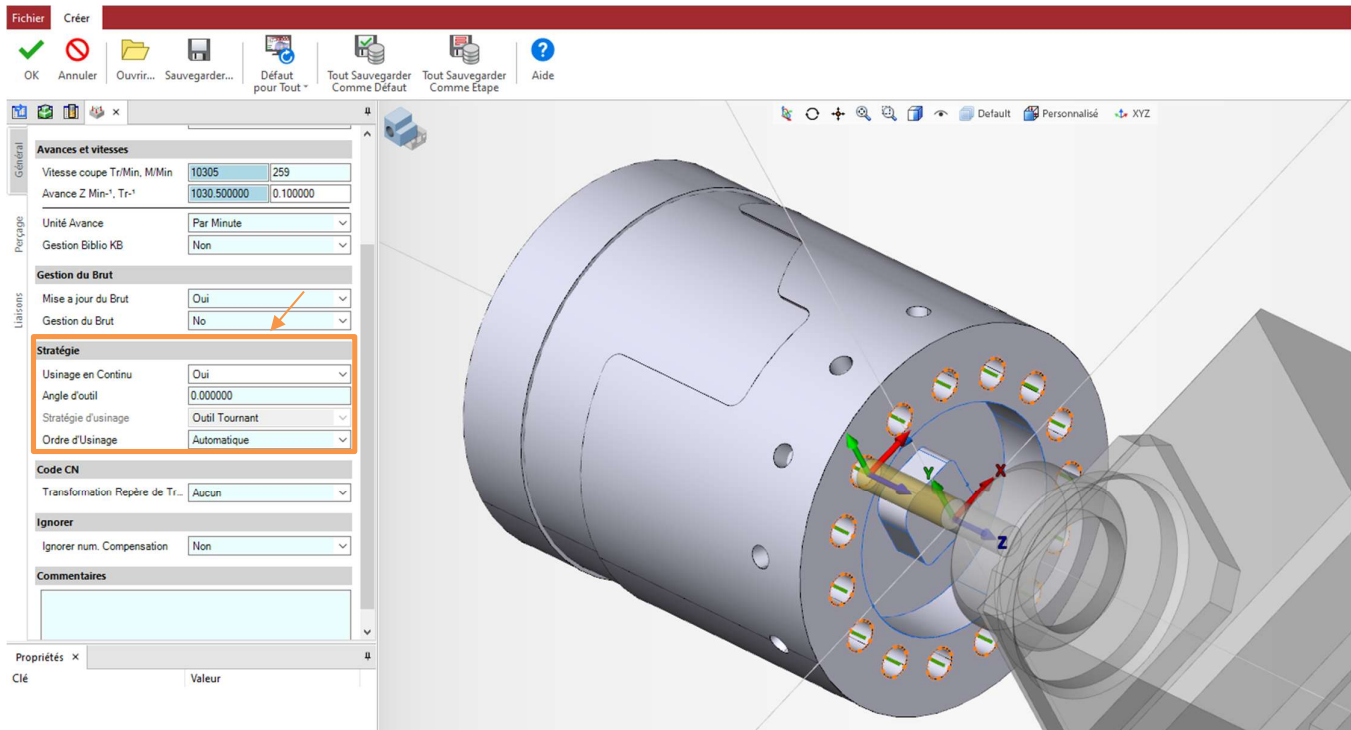 Fichier Créer
OK Annuler Ouvrir... Sauvegarder... Défaut pour Tout Tout Sauvegarder Comme Défaut Tout Sauvegarder Comme Etape Aide
Default Personnalisé XYZ
Général
Perçage
Liaisons
Avances et vitesses
Vitesse coupe Tr/Min, M/Min 10305 259
Avance Z Min-¹, Tr-¹ 1030.500000 0.100000
Unité Avance Par Minute
Gestion Biblio KB Non
Gestion du Brut
Mise a jour du Brut Oui
Gestion du Brut No
Stratégie
Usinage en Continu Oui
Angle d'outil 0.000000
Stratégie d'usinage Outil Tournant
Ordre d'Usinage Automatique
Code CN
Transformation Repère de Tr... Aucun
Ignorer
Ignorer num. Compensation Non
Commentaires
Propriétés
Clé Valeur
Y
X
Z